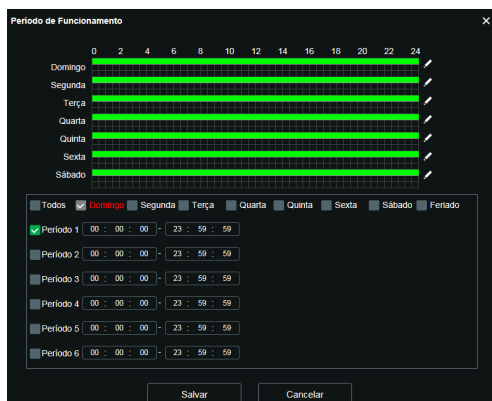 Período de Funcionamento
0 2 4 6 8 10 12 14 16 18 20 22 24
Domingo
Segunda
Terça
Quarta
Quinta
Sexta
Sábado
Todos Domingo Segunda Terça Quarta Quinta Sexta Sábado Feriado
Período 1 00 : 00 : 00 - 23 : 59 : 59
Período 2 00 : 00 : 00 - 23 : 59 : 59
Período 3 00 : 00 : 00 - 23 : 59 : 59
Período 4 00 : 00 : 00 - 23 : 59 : 59
Período 5 00 : 00 : 00 - 23 : 59 : 59
Período 6 00 : 00 : 00 - 23 : 59 : 59
Salvar Cancelar